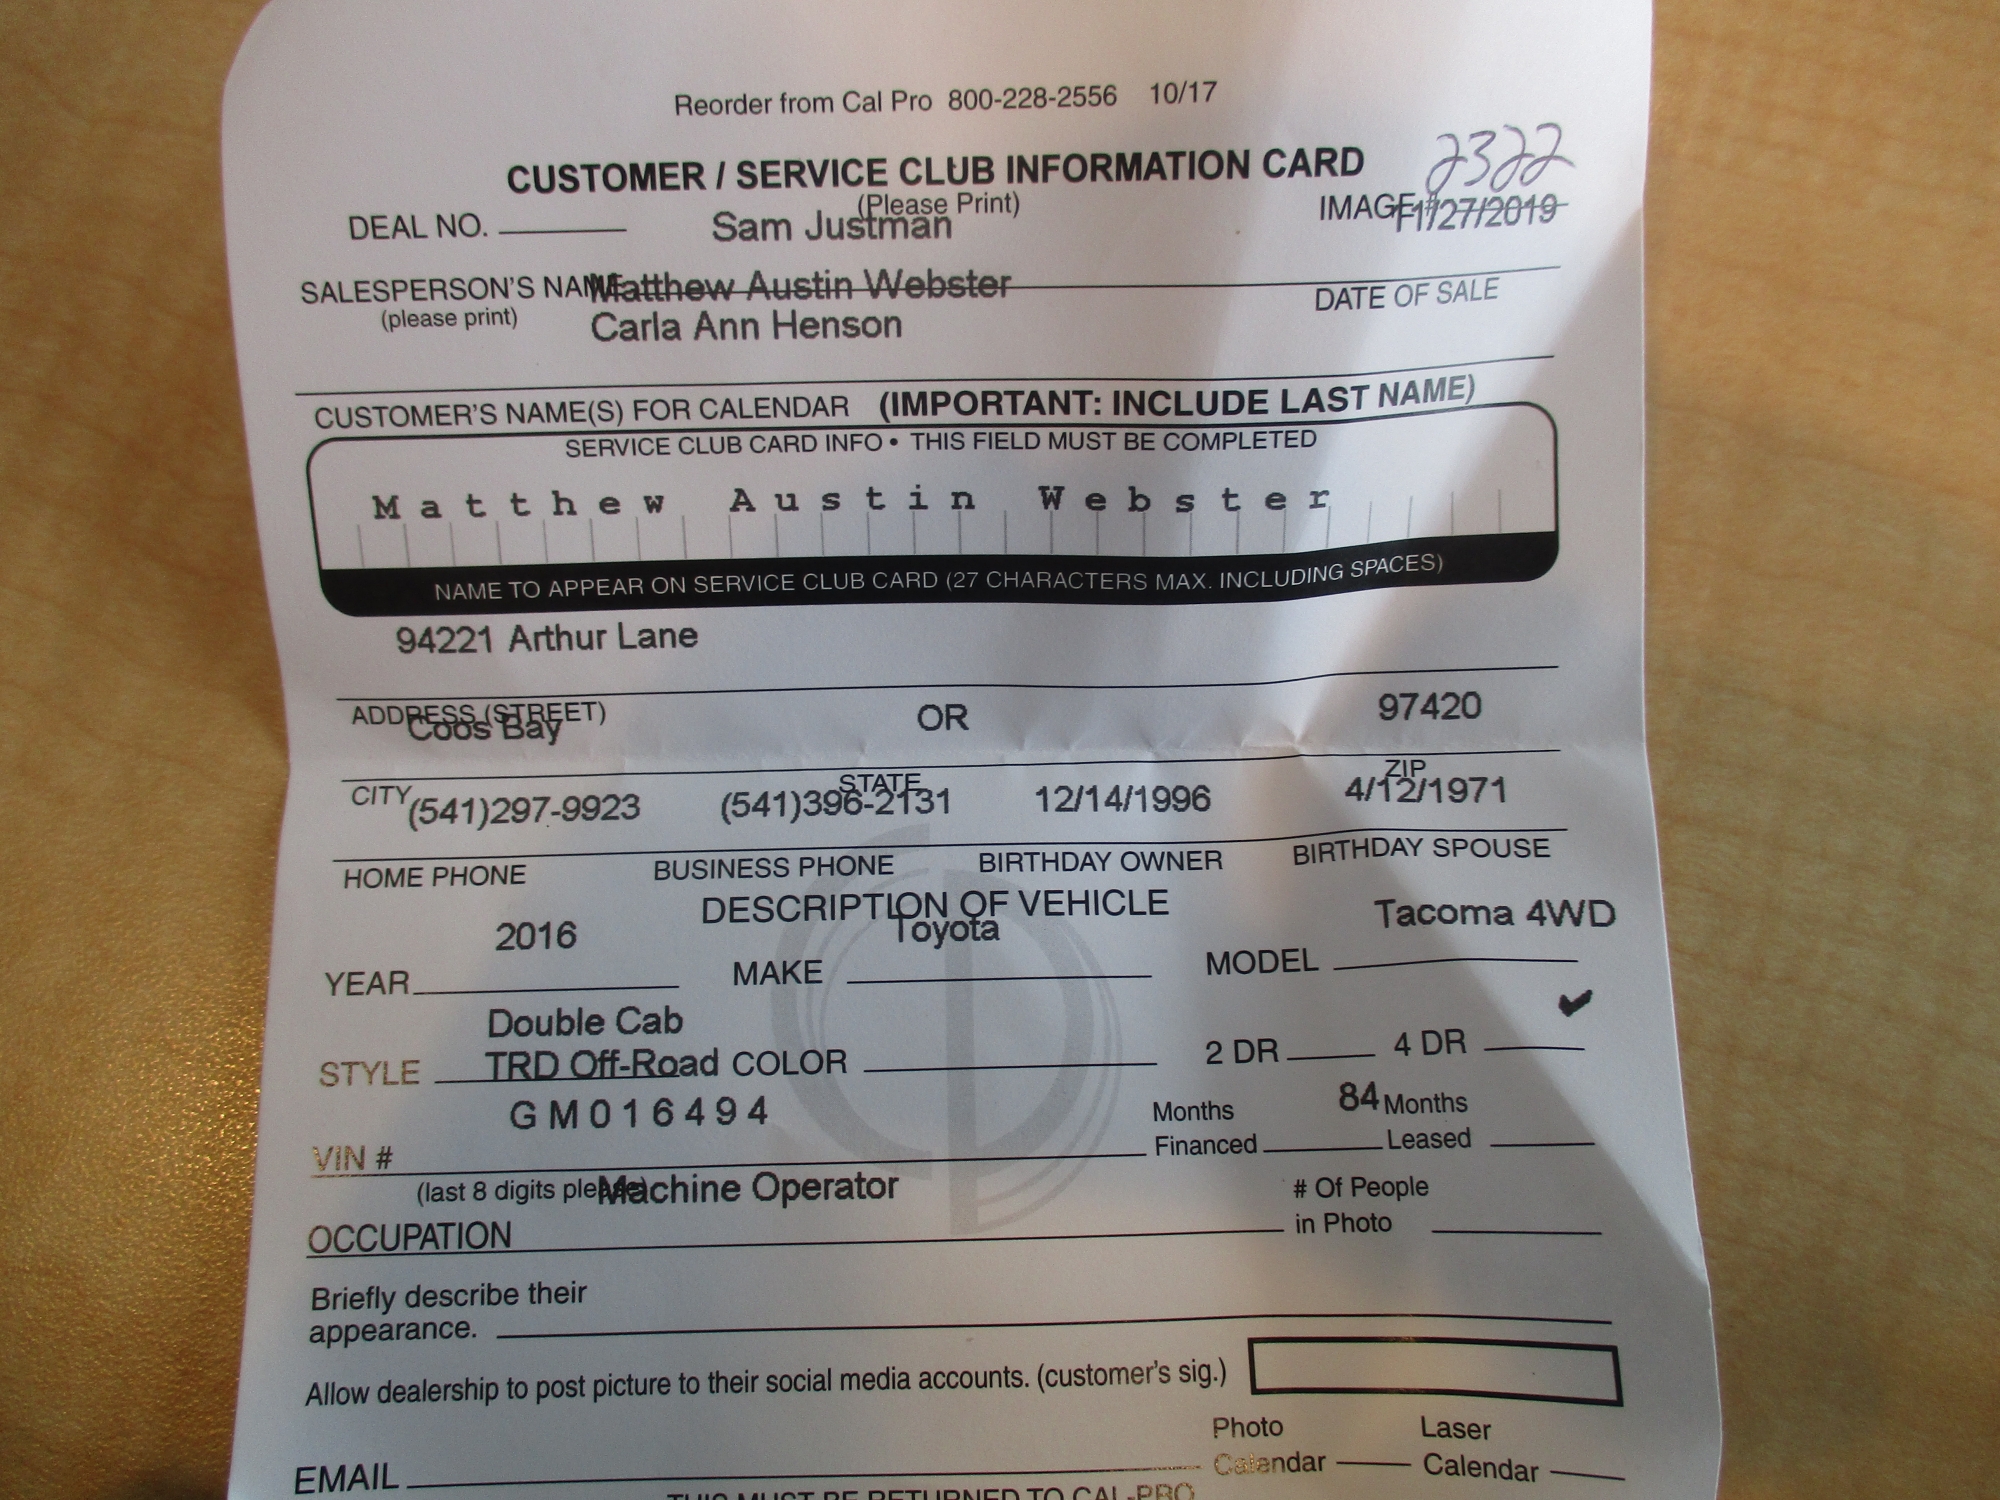 Reorder from Cal Pro 800-228-2556 10/17
2322
CUSTOMER / SERVICE CLUB INFORMATION CARD
(Please Print)
DEAL NO. Sam Justman IMAGE# 11/27/2019
SALESPERSON'S NAME Matthew Austin Webster DATE OF SALE
(please print) Carla Ann Henson
CUSTOMER'S NAME(S) FOR CALENDAR (IMPORTANT: INCLUDE LAST NAME)
SERVICE CLUB CARD INFO • THIS FIELD MUST BE COMPLETED
Matthew Austin Webster
NAME TO APPEAR ON SERVICE CLUB CARD (27 CHARACTERS MAX. INCLUDING SPACES)
94221 Arthur Lane
ADDRESS (STREET)
Coos Bay OR 97420
CITY STATE ZIP
(541)297-9923 (541)396-2131 12/14/1996 4/12/1971
HOME PHONE BUSINESS PHONE BIRTHDAY OWNER BIRTHDAY SPOUSE
DESCRIPTION OF VEHICLE
2016 Toyota Tacoma 4WD
YEAR MAKE MODEL
Double Cab
STYLE TRD Off-Road COLOR 2 DR 4 DR ✔
GM016494 Months 84 Months
VIN # Financed Leased
(last 8 digits please) Machine Operator # Of People
OCCUPATION in Photo
Briefly describe their
appearance.
Allow dealership to post picture to their social media accounts. (customer's sig.)
Photo Laser
EMAIL Calendar Calendar
THIS MUST BE RETURNED TO CAL-PRO